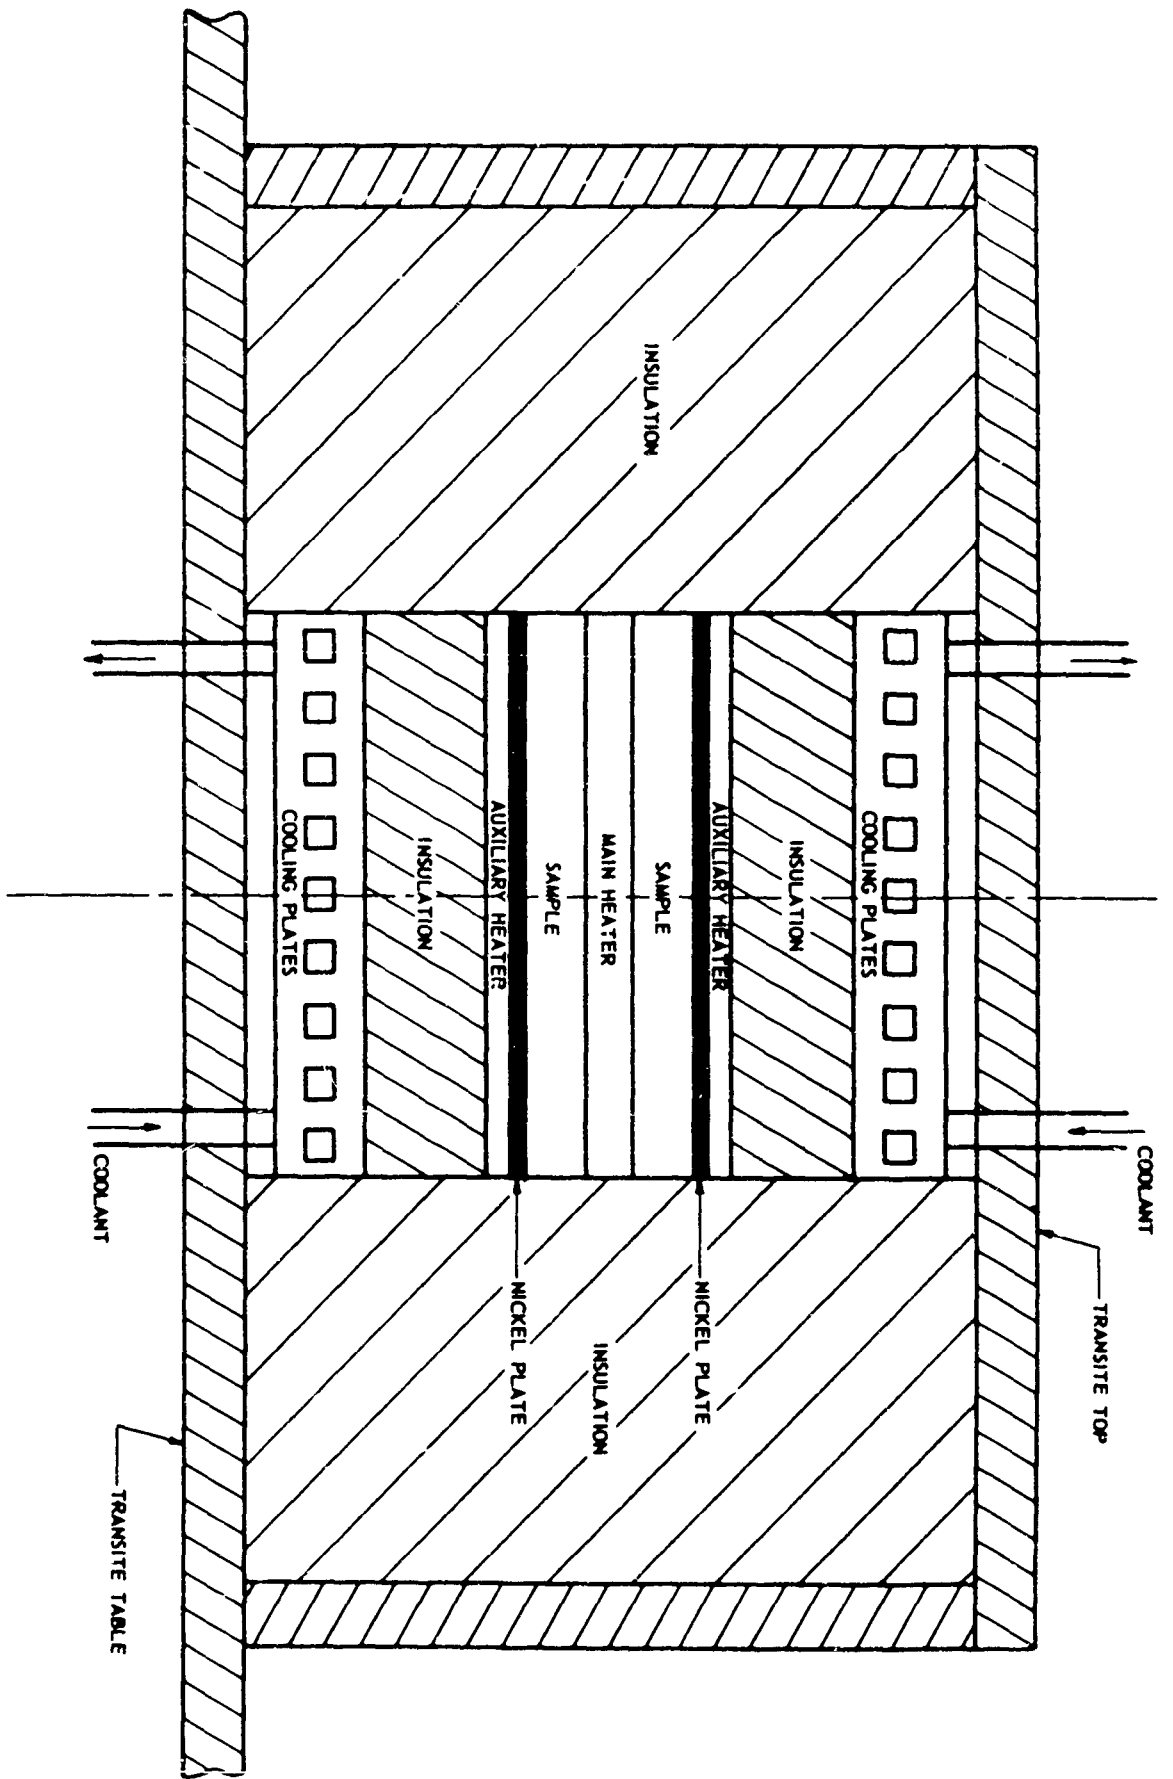 COOLANT
TRANSITE TOP
COOLING PLATES
INSULATION
AUXILIARY HEATER
NICKEL PLATE
SAMPLE
INSULATION
MAIN HEATER
INSULATION
SAMPLE
NICKEL PLATE
AUXILIARY HEATER
INSULATION
COOLING PLATES
TRANSITE TABLE
COOLANT